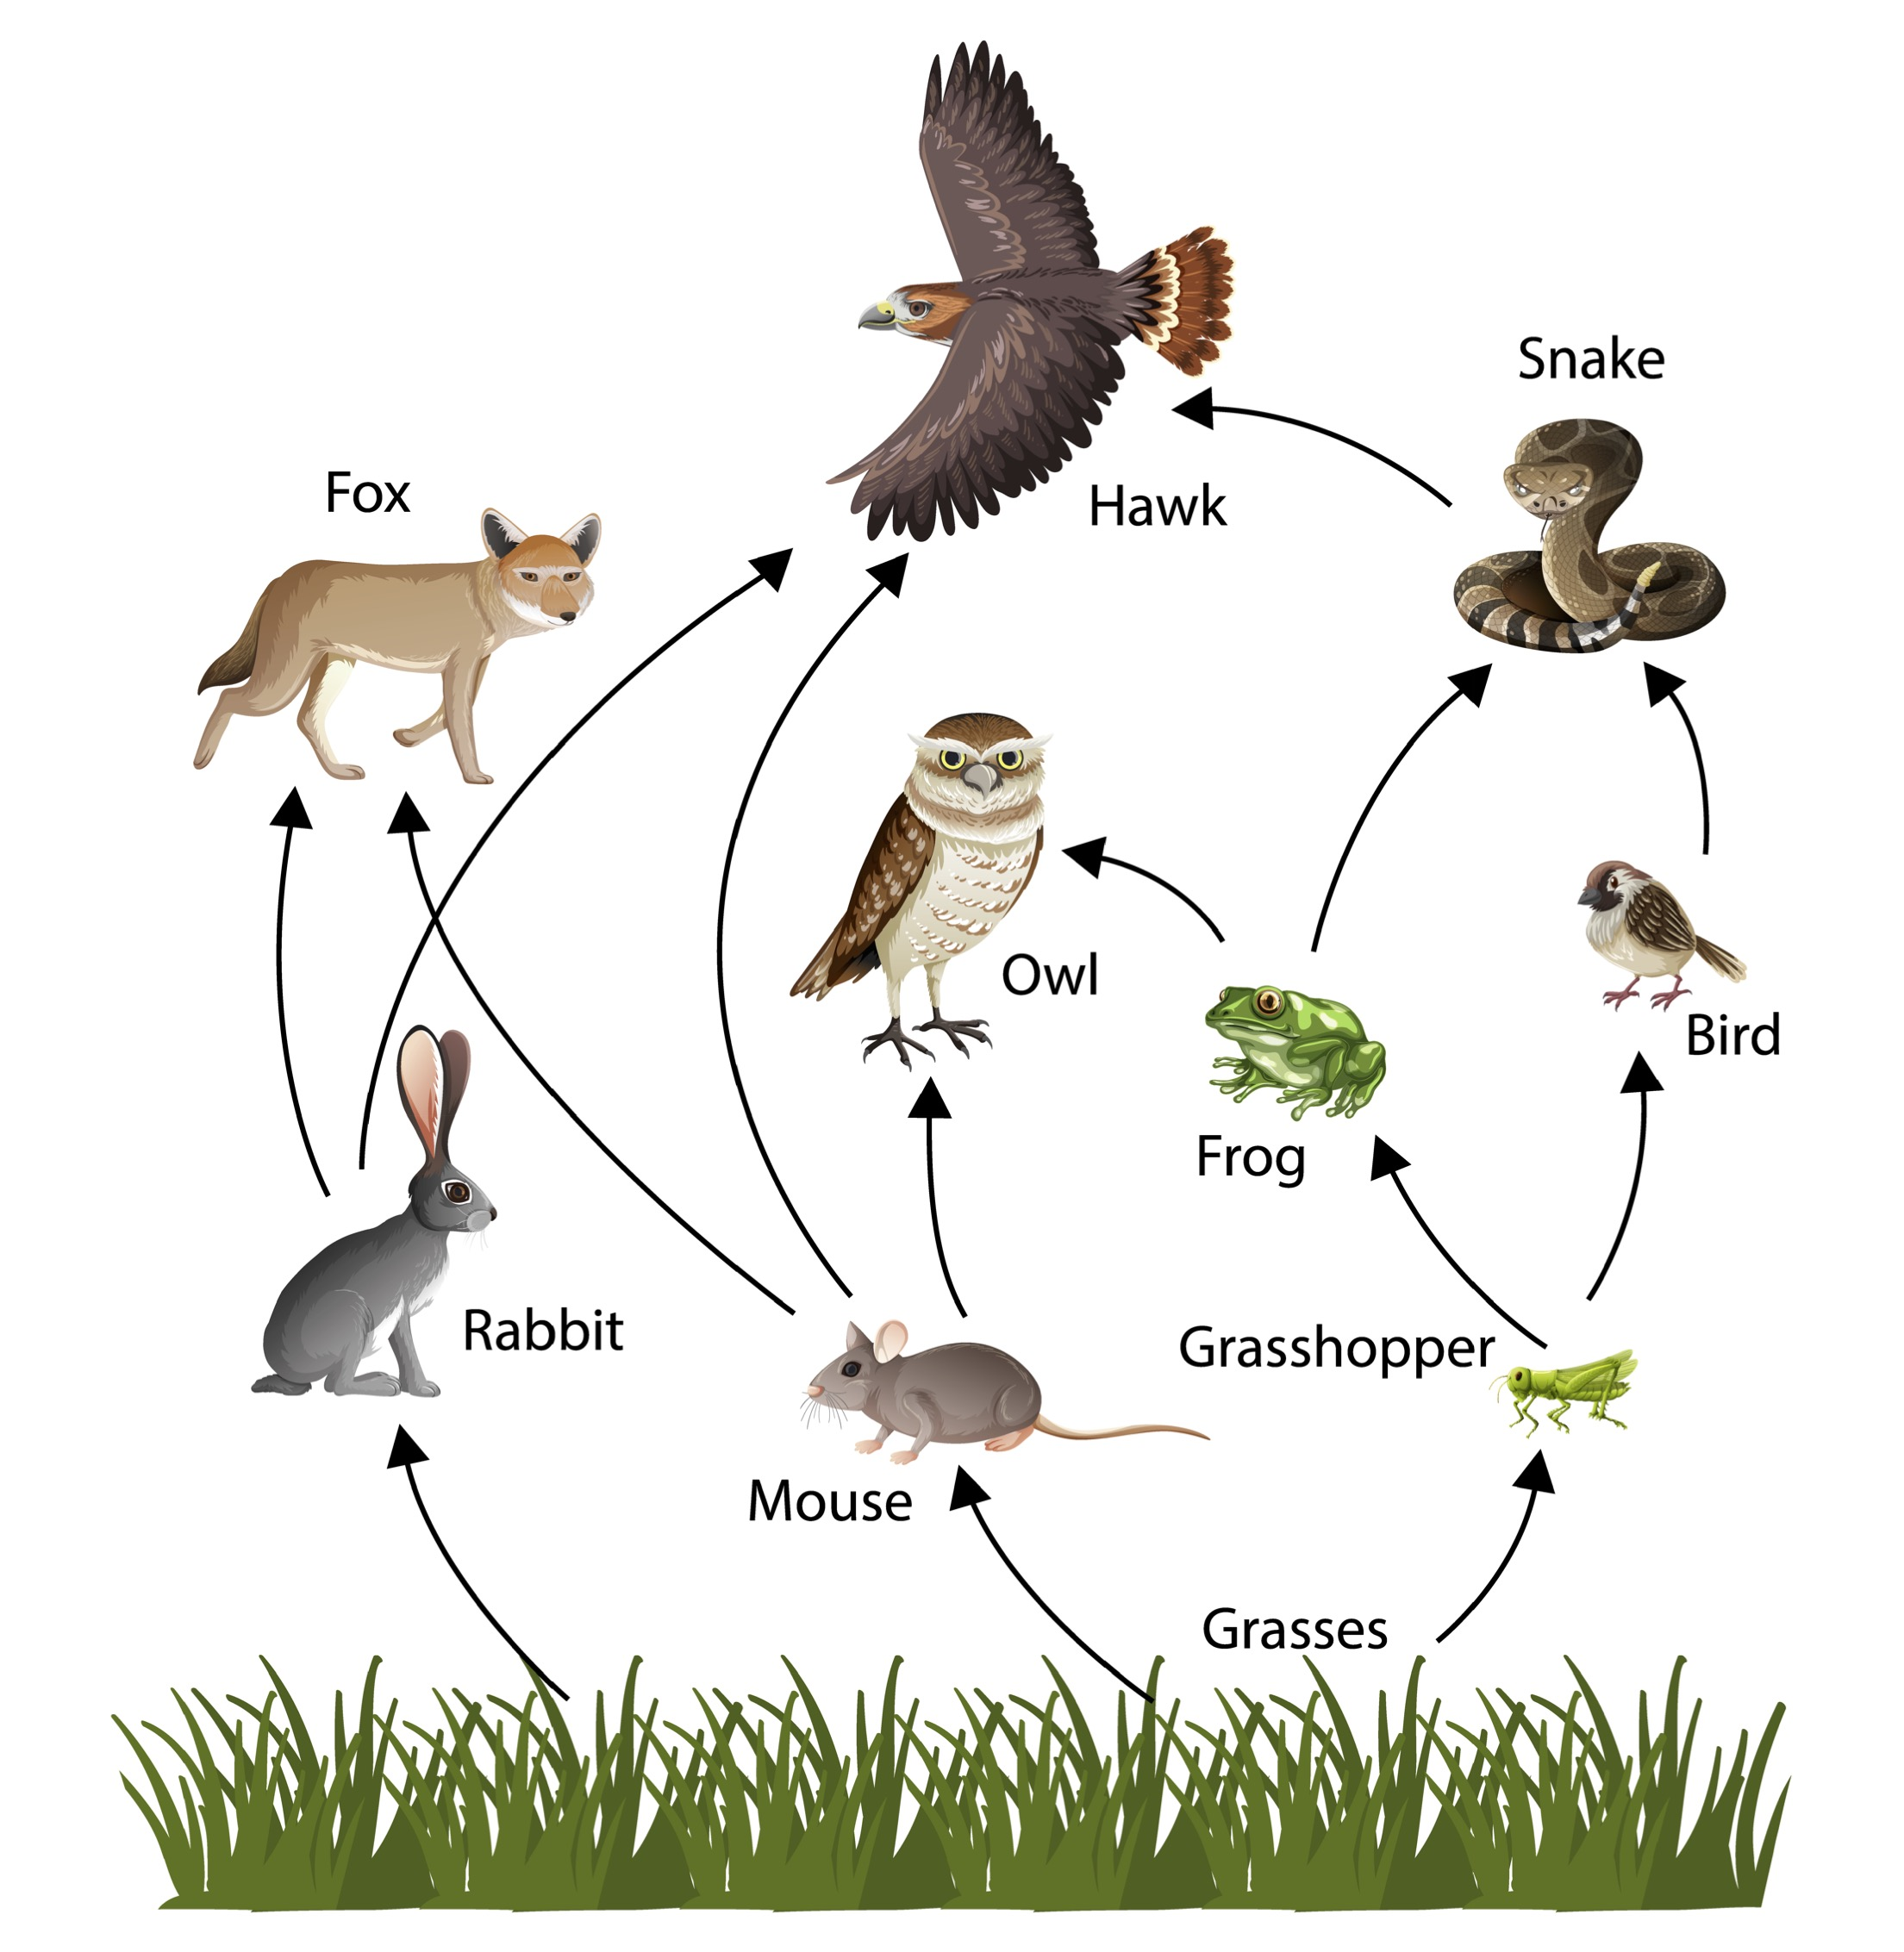 Snake
Fox
Hawk
Owl
Bird
Frog
Rabbit
Grasshopper
Mouse
Grasses